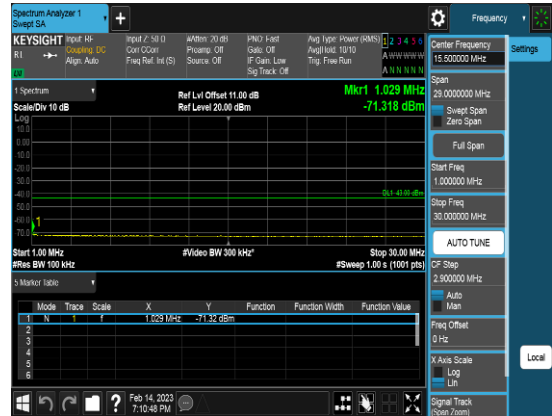 Spectrum Analyzer 1
Swept SA
Frequency
KEYSIGHT Input: RF Input Z: 50 Ω #Atten: 20 dB PNO: Fast Avg Type: Power (RMS) 1 2 3 4 5 6
R1 Coupling: DC Corr CCorr Preamp: Off Gate: Off Avg|Hold: 10/10 A W W W W W
Align: Auto Freq Ref: Int (S) Source: Off IF Gain: Low Trig: Free Run
Sig Track: Off A N N N N N
1 Spectrum
Ref Lvl Offset 11.00 dB Mkr1 1.029 MHz
Scale/Div 10 dB Ref Level 20.00 dBm -71.318 dBm
Log
10.0
0.00
-10.0
-20.0
-30.0
-40.0 DL1 -43.00 dBm
-50.0
-60.0 1
-70.0
Start 1.00 MHz #Video BW 300 kHz* Stop 30.00 MHz
#Res BW 100 kHz #Sweep 1.00 s (1001 pts)
5 Marker Table
Mode Trace Scale X Y Function Function Width Function Value
1 N 1 f 1.029 MHz -71.32 dBm
2
3
4
5
6
Feb 14, 2023
7:10:48 PM
Center Frequency
15.500000 MHz
Settings
Span
29.0000000 MHz
Swept Span
Zero Span
Full Span
Start Freq
1.000000 MHz
Stop Freq
30.000000 MHz
AUTO TUNE
CF Step
2.900000 MHz
Auto
Man
Freq Offset
0 Hz
X Axis Scale
Log
Lin
Local
Signal Track
(Span Zoom)